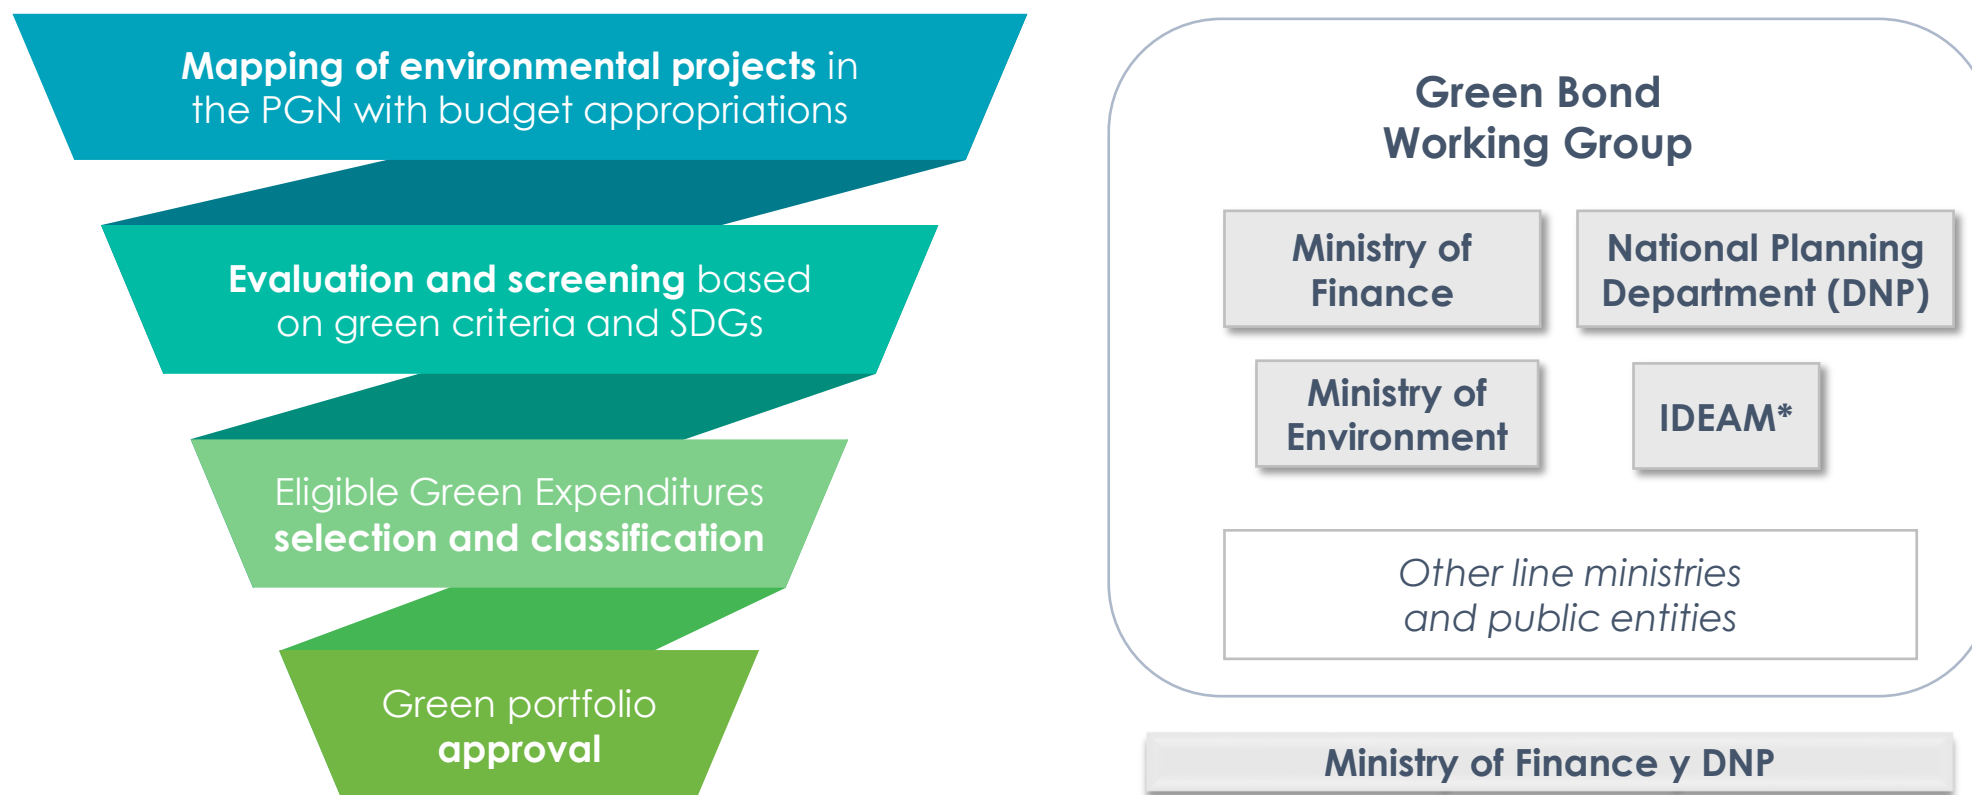 Mapping of environmental projects in
the PGN with budget appropriations
Evaluation and screening based
on green criteria and SDGs
Eligible Green Expenditures
selection and classification
Green portfolio
approval
Green Bond
Working Group
Ministry of
Finance
National Planning
Department (DNP)
Ministry of
Environment
IDEAM*
Other line ministries
and public entities
Ministry of Finance y DNP